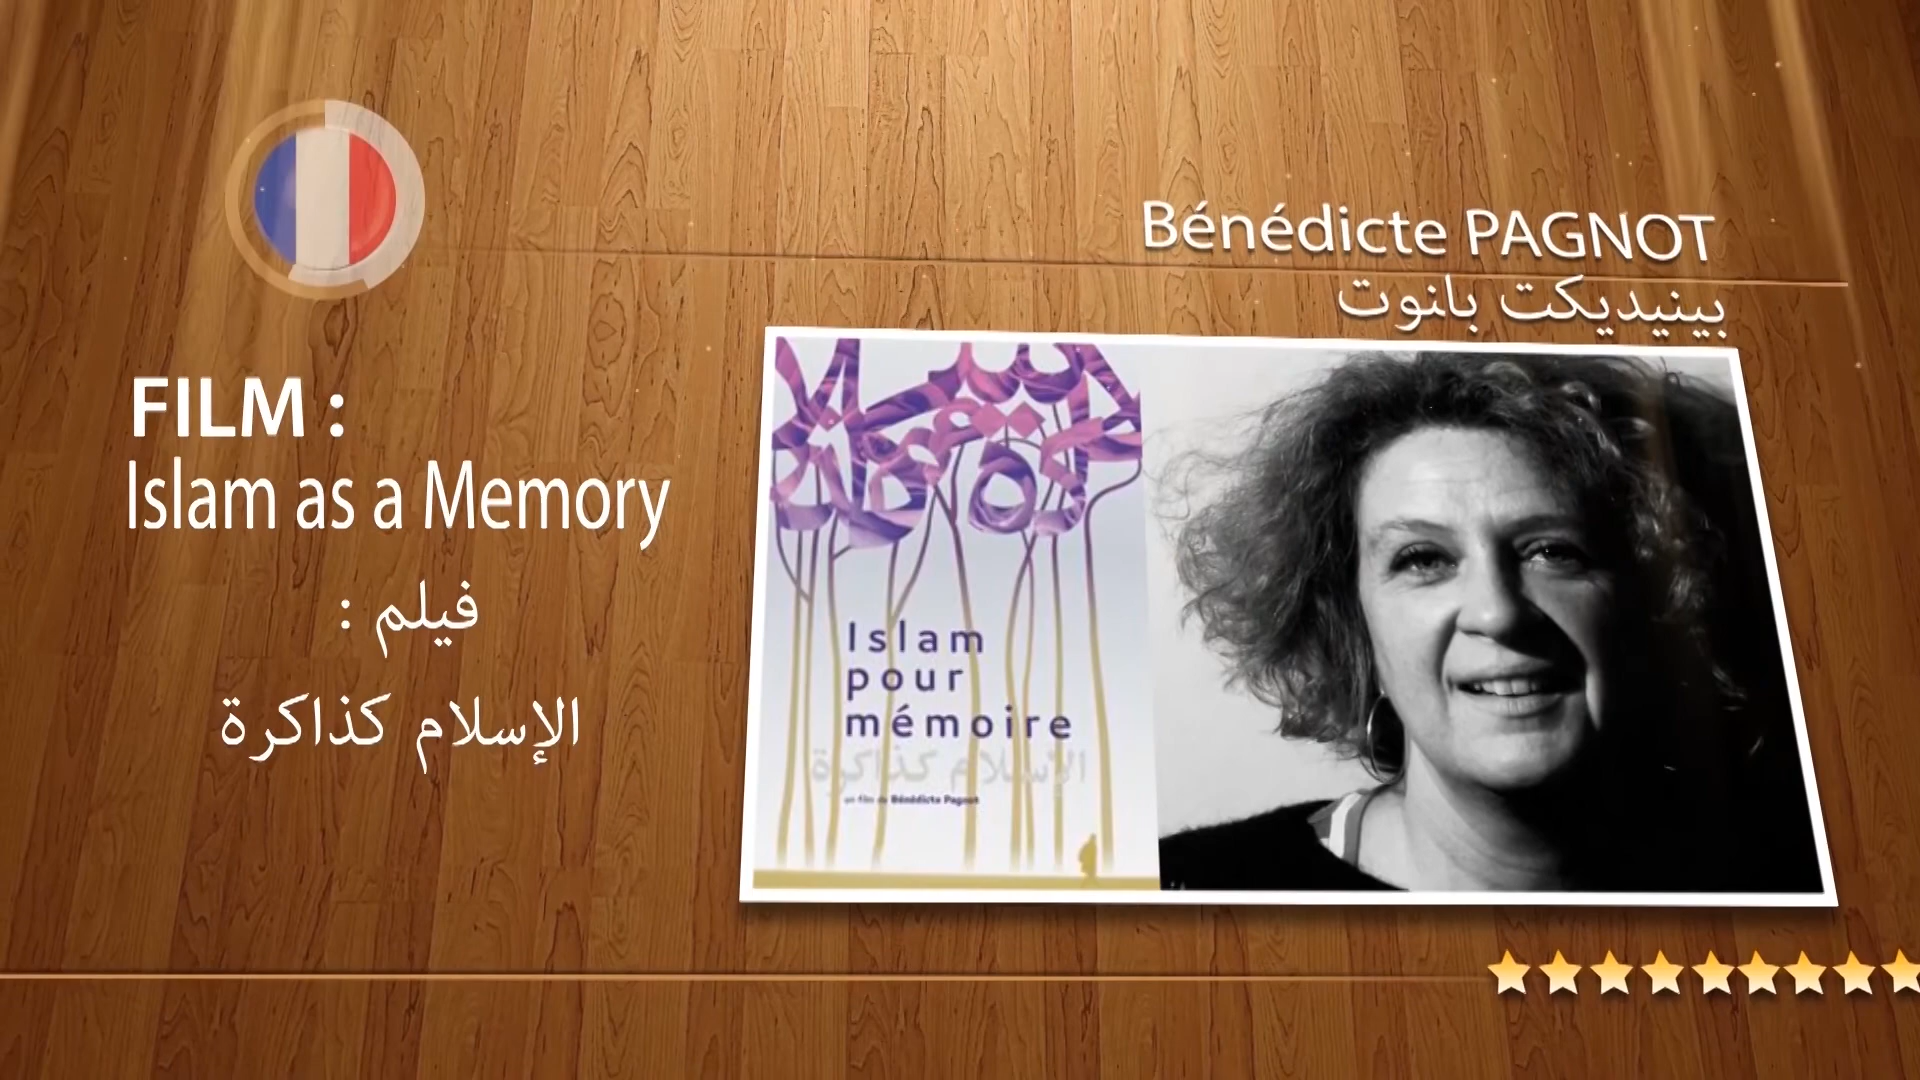 Bénédicte PAGNOT
بينيديكت بانوت
FILM :
Islam as a Memory
فيلم :
الإسلام كذاكرة
Islam
pour
mémoire
الإسلام كذاكرة
un film de Bénédicte Pagnot